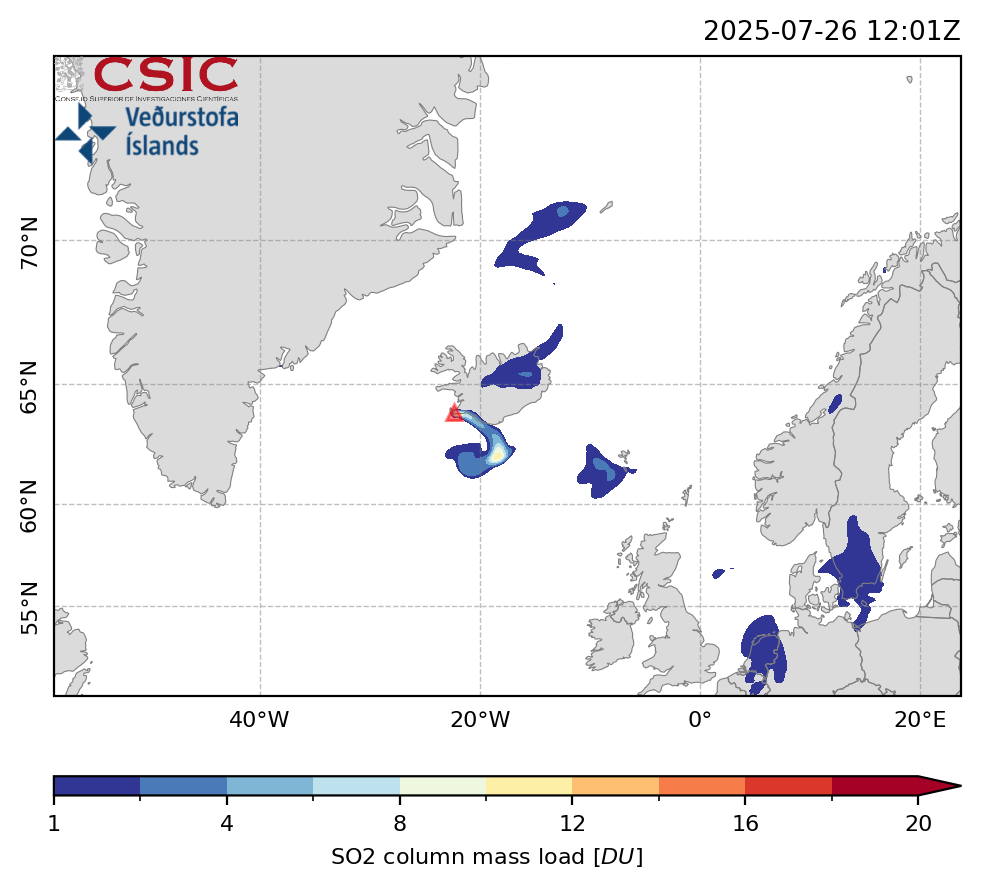 2025-07-26 12:01Z
CSIC
CONSEJO SUPERIOR DE INVESTIGACIONES CIENTÍFICAS
Veðurstofa
Íslands
70°N
65°N
60°N
55°N
40°W 20°W 0° 20°E
1 4 8 12 16 20
SO2 column mass load [DU]